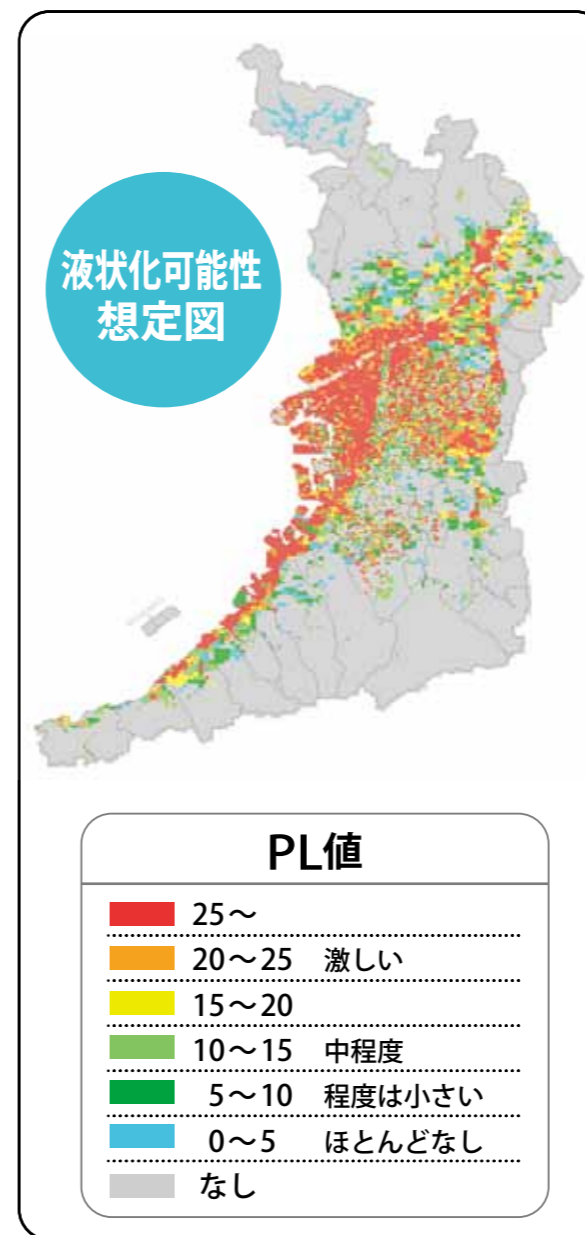 液状化可能性
想定図
PL値
25～
20～25 激しい
15～20
10～15 中程度
5～10 程度は小さい
0～5 ほとんどなし
なし